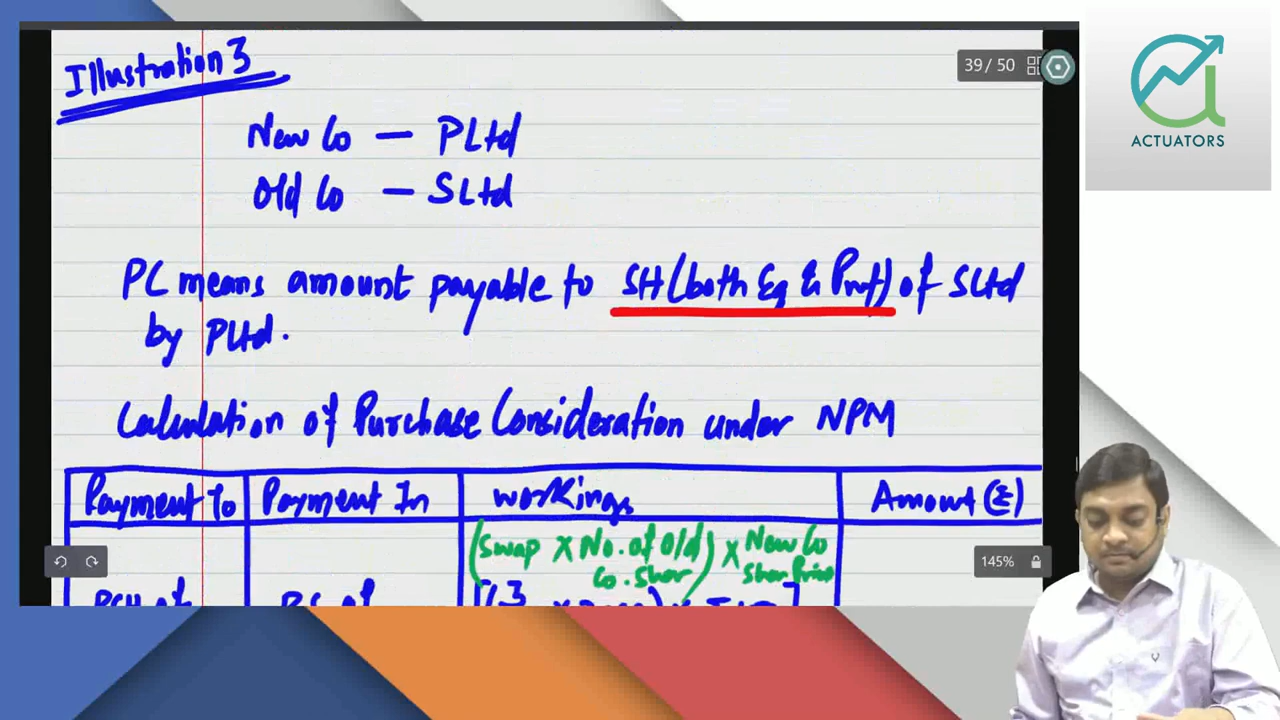 Illustration 3
39 / 50
ACTUATORS
New Co – P Ltd
Old Co – S Ltd
PC means amount payable to SH (both Eq & Pref) of S Ltd
by P Ltd.
Calculation of Purchase Consideration under NPM
Payment To Payment In Workings Amount (₹)
(Swap X No. of Old X New Co
Co. Share) Share Price
145%